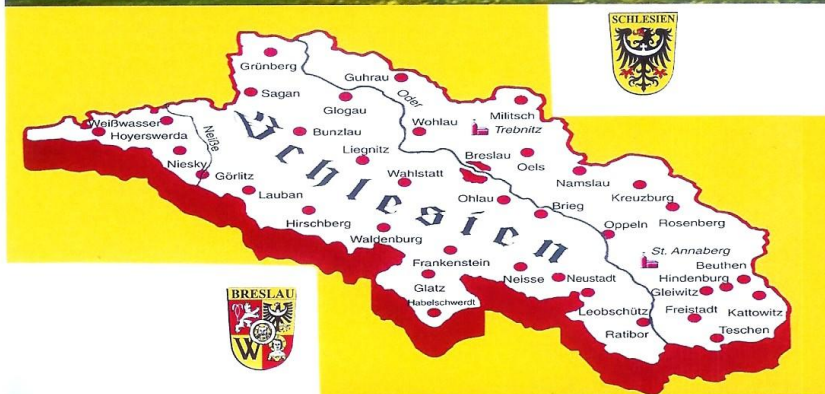 SCHLESIEN
Grünberg
Guhrau
Sagan
Glogau
Oder
Militsch
Trebnitz
Weißwasser
Hoyerswerda
Neiße
Bunzlau
Wohlau
Liegnitz
Breslau
Oels
Niesky
Görlitz
Wahlstatt
Namslau
Kreuzburg
Lauban
Schlesien
Ohlau
Brieg
Rosenberg
Hirschberg
Oppeln
Waldenburg
St. Annaberg
Frankenstein
Beuthen
Glatz
Neisse
Neustadt
Hindenburg
Gleiwitz
Habelschwerdt
Leobschütz
Freistadt
Kattowitz
Ratibor
Teschen
BRESLAU
W